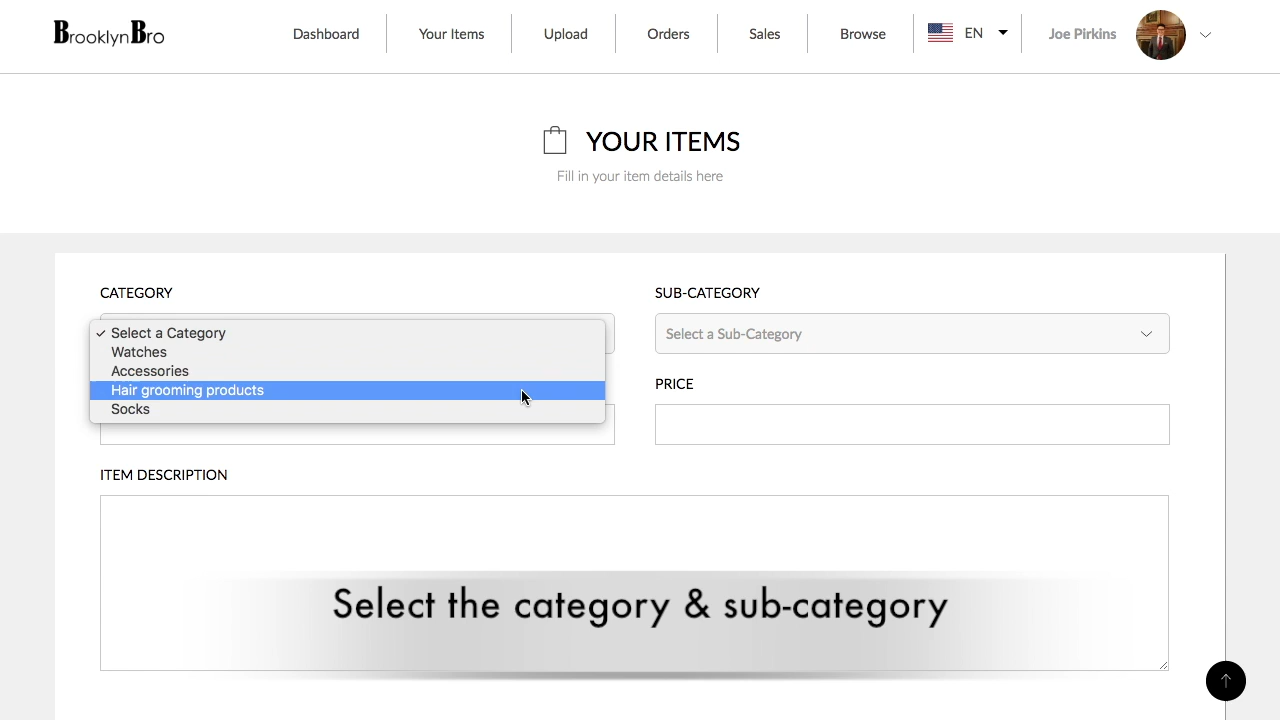 BrooklynBro
Dashboard
Your Items
Upload
Orders
Sales
Browse
EN
Joe Pirkins
YOUR ITEMS
Fill in your item details here
CATEGORY
SUB-CATEGORY
✓ Select a Category
Select a Sub-Category
Watches
Accessories
Hair grooming products
Socks
PRICE
ITEM DESCRIPTION
Select the category & sub-category